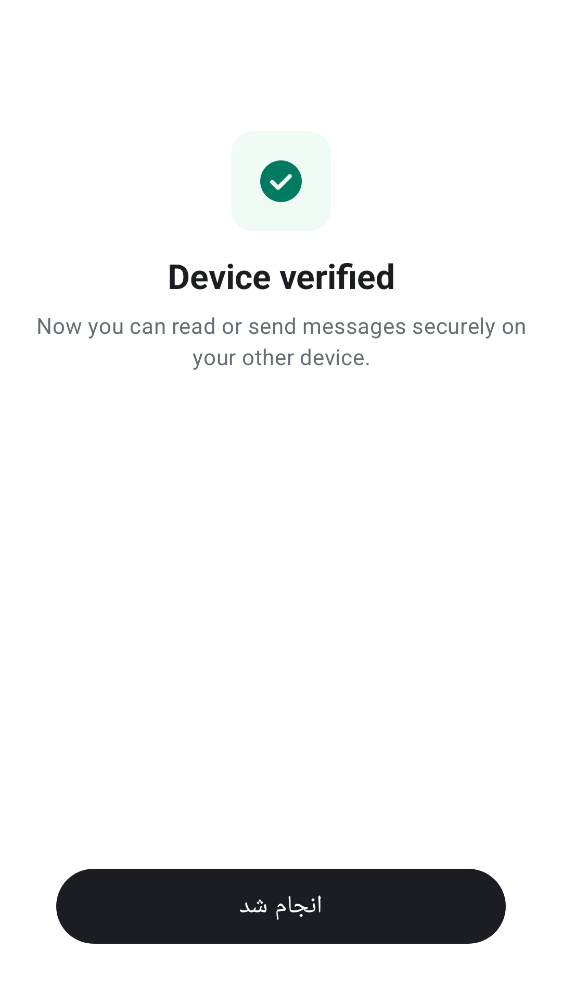 Device verified
Now you can read or send messages securely on
your other device.
انجام شد